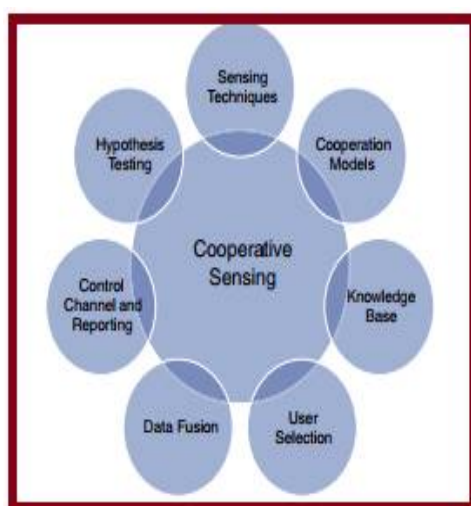 Sensing
Techniques
Hypothesis
Testing
Cooperation
Models
Cooperative
Sensing
Control
Channel and
Reporting
Knowledge
Base
Data Fusion
User
Selection